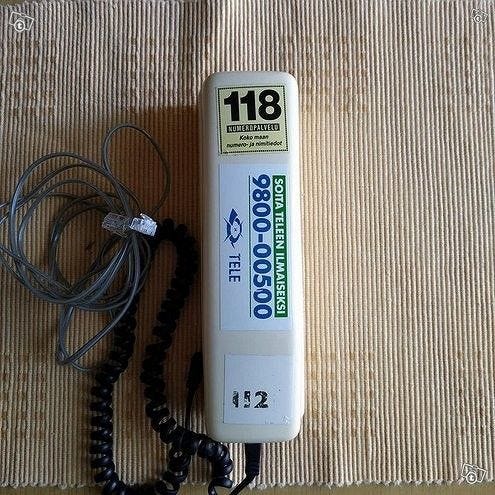 118
NUMEROPALVELU
Koko maan
numero- ja nimitiedot
SOITA TELEEN ILMAISEKSI
9800-00500
TELE
112